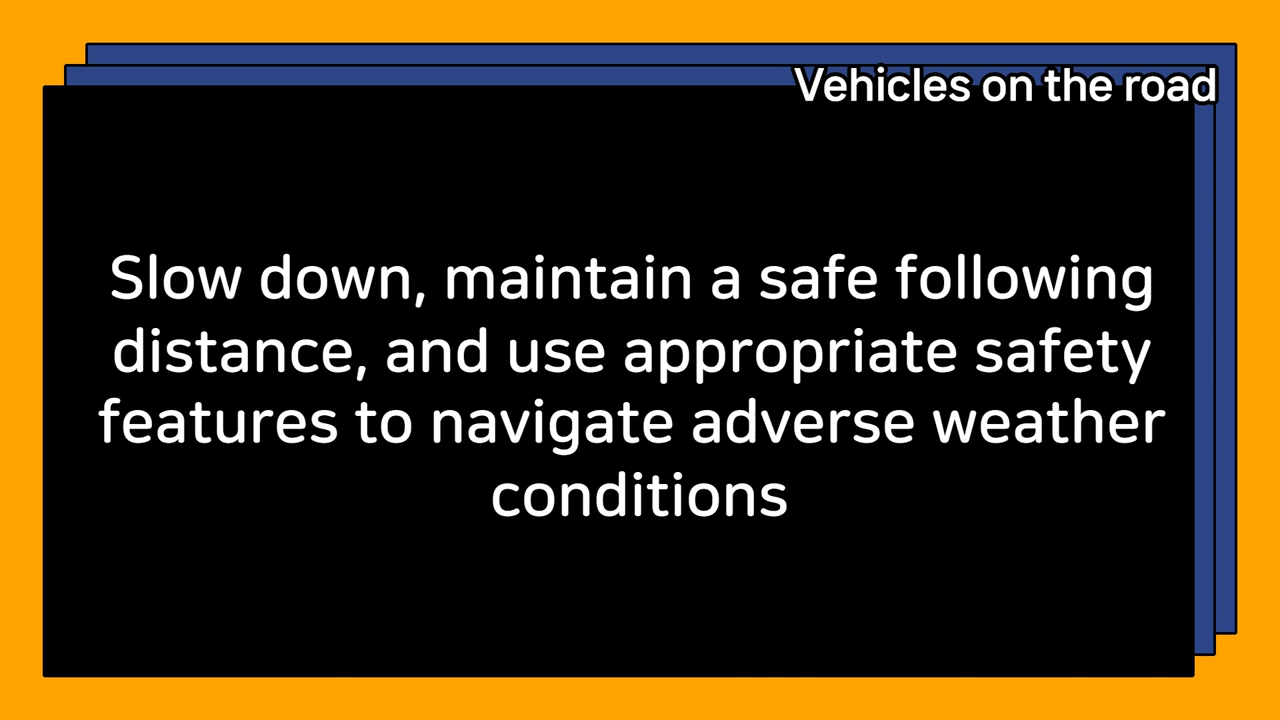 Vehicles on the road
Slow down, maintain a safe following
distance, and use appropriate safety
features to navigate adverse weather
conditions